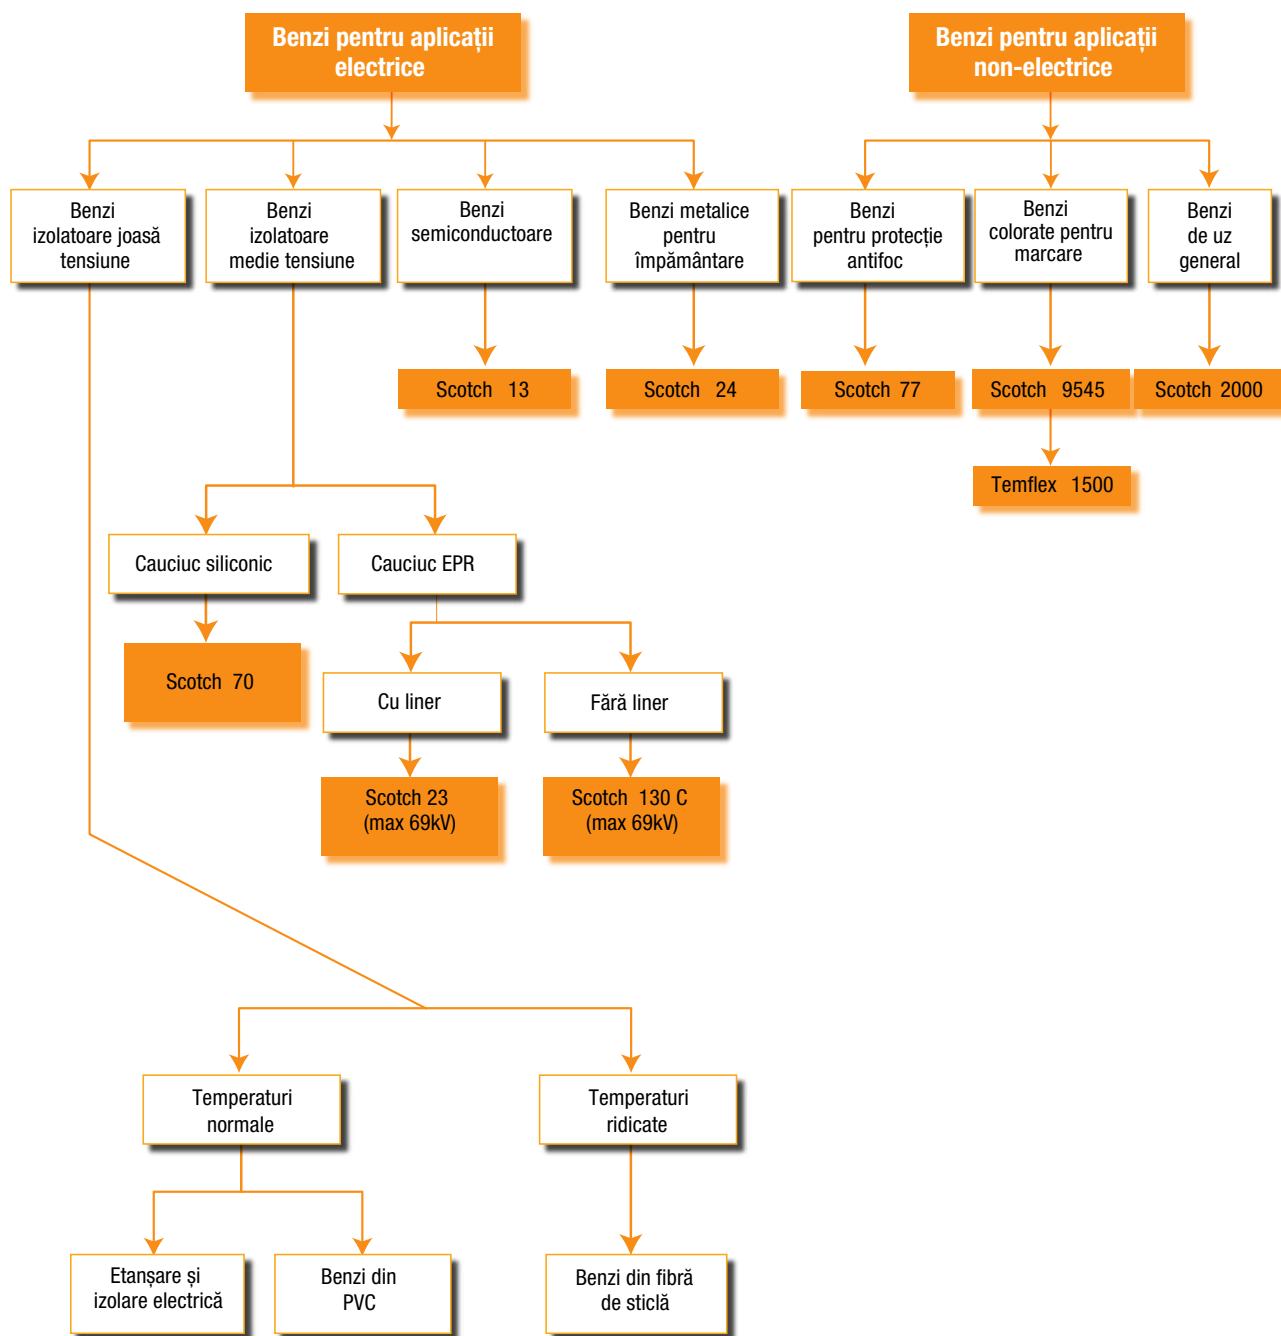 Benzi pentru aplicații
electrice
Benzi pentru aplicații
non-electrice
Benzi
izolatoare joasă
tensiune
Benzi
izolatoare
medie tensiune
Benzi
semiconductoare
Benzi metalice
pentru
împământare
Benzi
pentru protecție
antifoc
Benzi
colorate pentru
marcare
Benzi
de uz
general
Scotch 13
Scotch 24
Scotch 77
Scotch 9545
Scotch 2000
Temflex 1500
Cauciuc siliconic
Cauciuc EPR
Scotch 70
Cu liner
Fără liner
Scotch 23
(max 69kV)
Scotch 130 C
(max 69kV)
Temperaturi
normale
Temperaturi
ridicate
Etanșare și
izolare electrică
Benzi din
PVC
Benzi din fibră
de sticlă